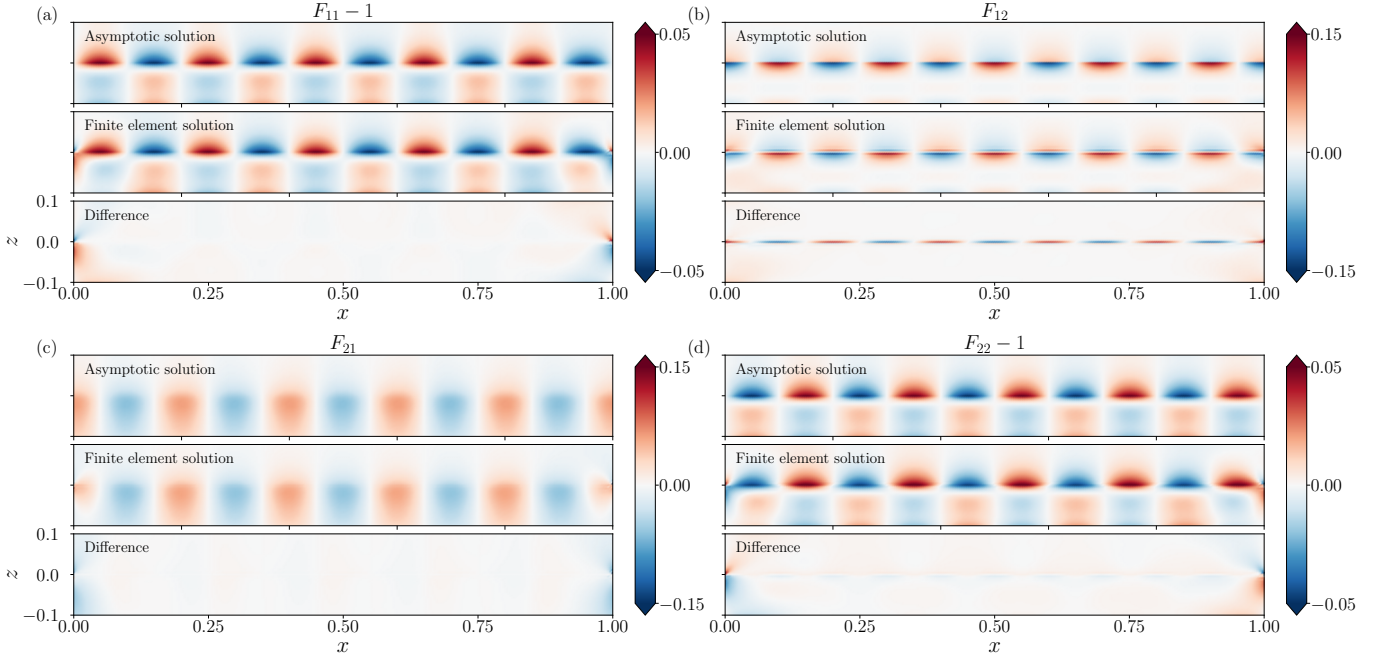 (a)
F11 − 1
Asymptotic solution
Finite element solution
Difference
z
0.1
0.0
−0.1
0.00 0.25 0.50 0.75 1.00
x
0.05
0.00
−0.05
(b)
F12
Asymptotic solution
Finite element solution
Difference
0.00 0.25 0.50 0.75 1.00
x
0.15
0.00
−0.15
(c)
F21
Asymptotic solution
Finite element solution
Difference
z
0.1
0.0
−0.1
0.00 0.25 0.50 0.75 1.00
x
0.15
0.00
−0.15
(d)
F22 − 1
Asymptotic solution
Finite element solution
Difference
0.00 0.25 0.50 0.75 1.00
x
0.05
0.00
−0.05